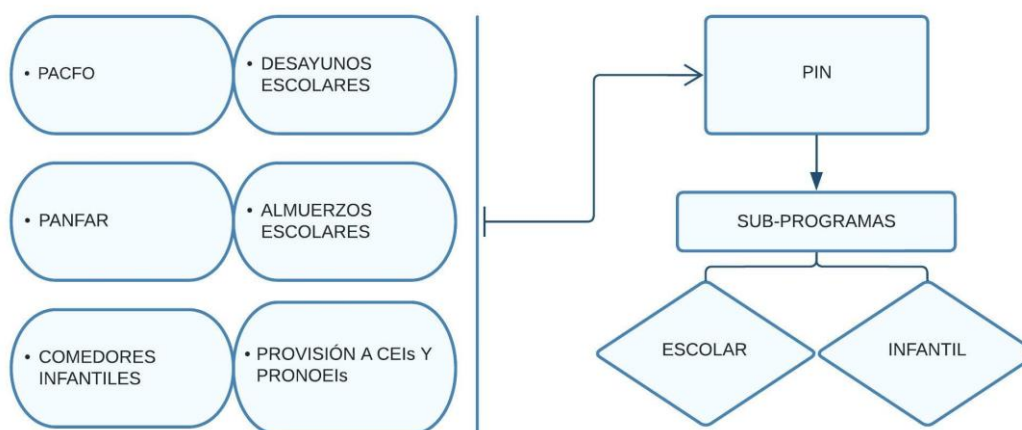 • PACFO
• DESAYUNOS
ESCOLARES
• PANFAR
• ALMUERZOS
ESCOLARES
• COMEDORES
INFANTILES
• PROVISIÓN A CEIs Y
PRONOEIs
PIN
SUB-PROGRAMAS
ESCOLAR
INFANTIL